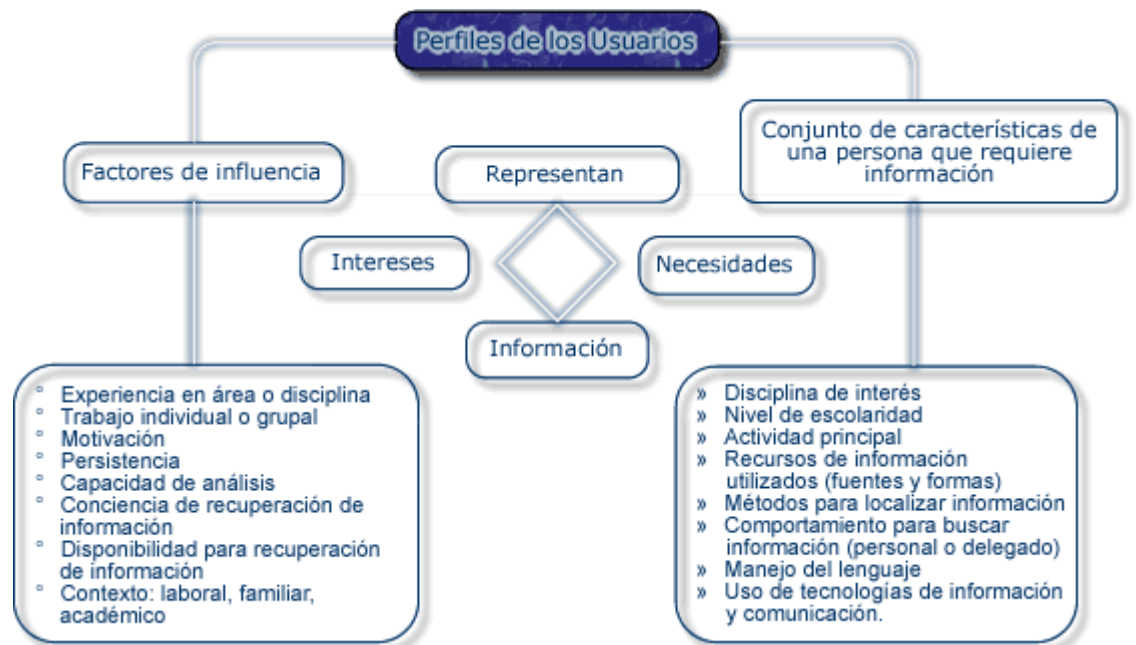 Perfiles de los Usuarios
Factores de influencia
Representan
Conjunto de características de
una persona que requiere
información
Intereses
Necesidades
Información
° Experiencia en área o disciplina
° Trabajo individual o grupal
° Motivación
° Persistencia
° Capacidad de análisis
° Conciencia de recuperación de
información
° Disponibilidad para recuperación
de información
° Contexto: laboral, familiar,
académico
» Disciplina de interés
» Nivel de escolaridad
» Actividad principal
» Recursos de información
utilizados (fuentes y formas)
» Métodos para localizar información
» Comportamiento para buscar
información (personal o delegado)
» Manejo del lenguaje
» Uso de tecnologías de información
y comunicación.